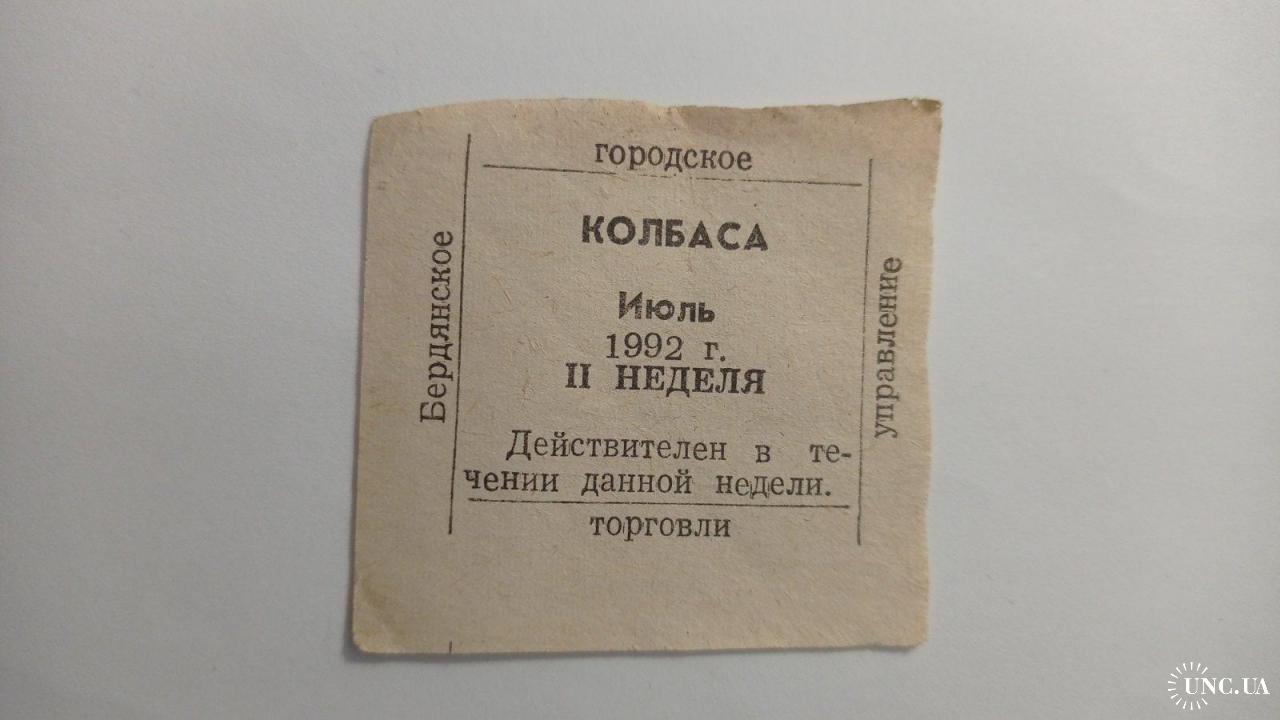 городское
Бердянское
КОЛБАСА
Июль
1992 г.
II НЕДЕЛЯ
Действителен в те-
чении данной недели.
управление
торговли
UNC.UA